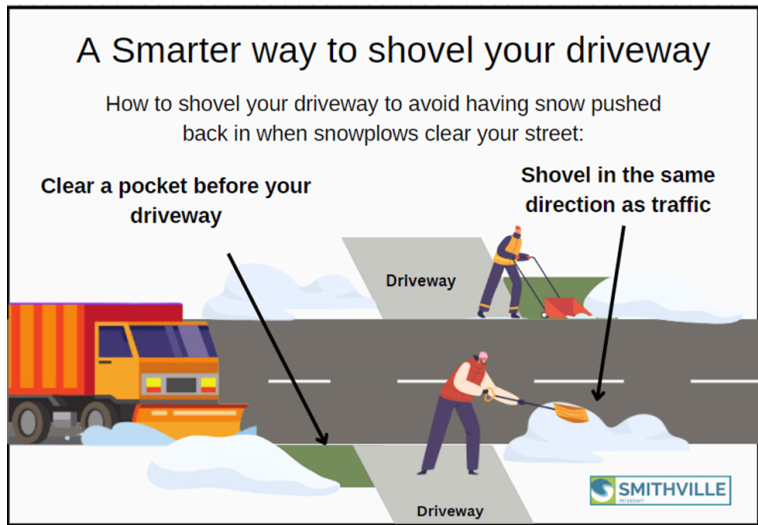 A Smarter way to shovel your driveway
How to shovel your driveway to avoid having snow pushed
back in when snowplows clear your street:
Clear a pocket before your
driveway
Shovel in the same
direction as traffic
Driveway
Driveway
SMITHVILLE
missouri